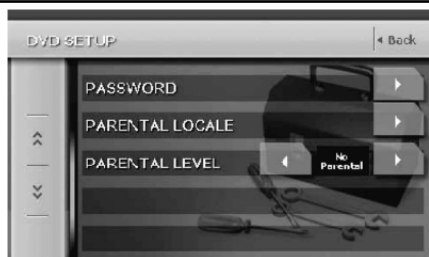 DVD SETUP
Back
PASSWORD
PARENTAL LOCALE
PARENTAL LEVEL
No
Parental